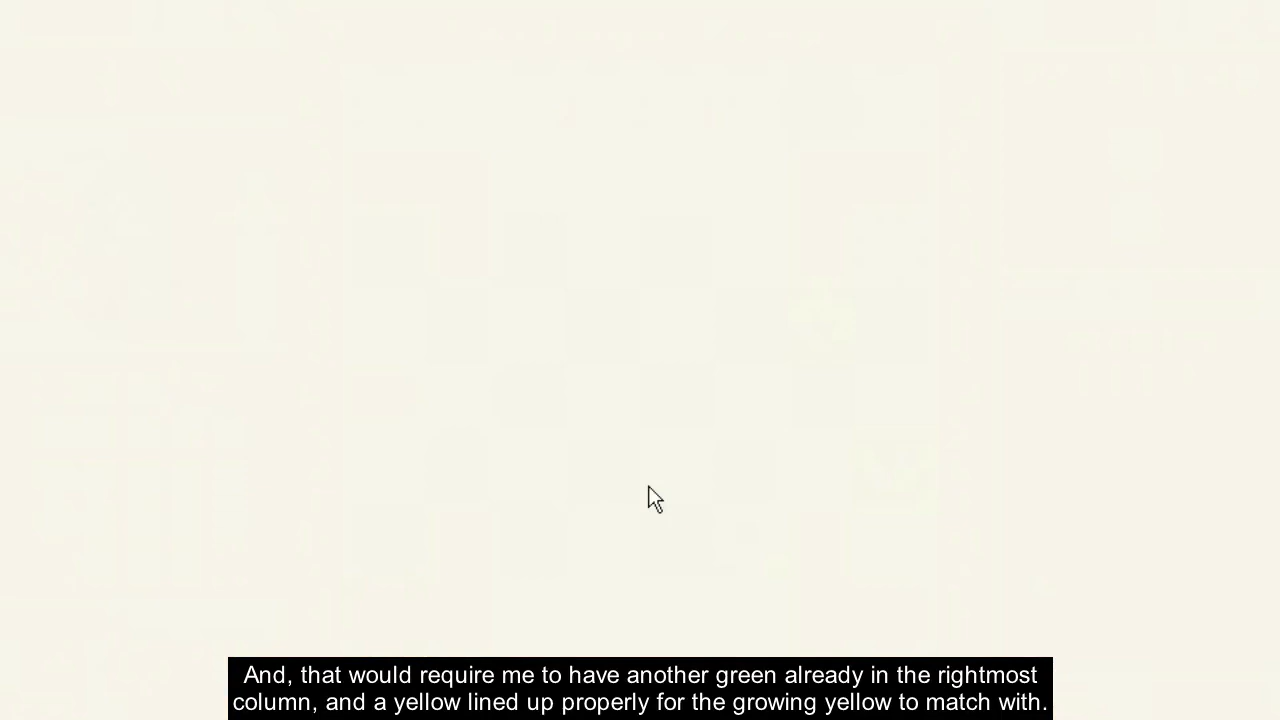 And, that would require me to have another green already in the rightmost
column, and a yellow lined up properly for the growing yellow to match with.